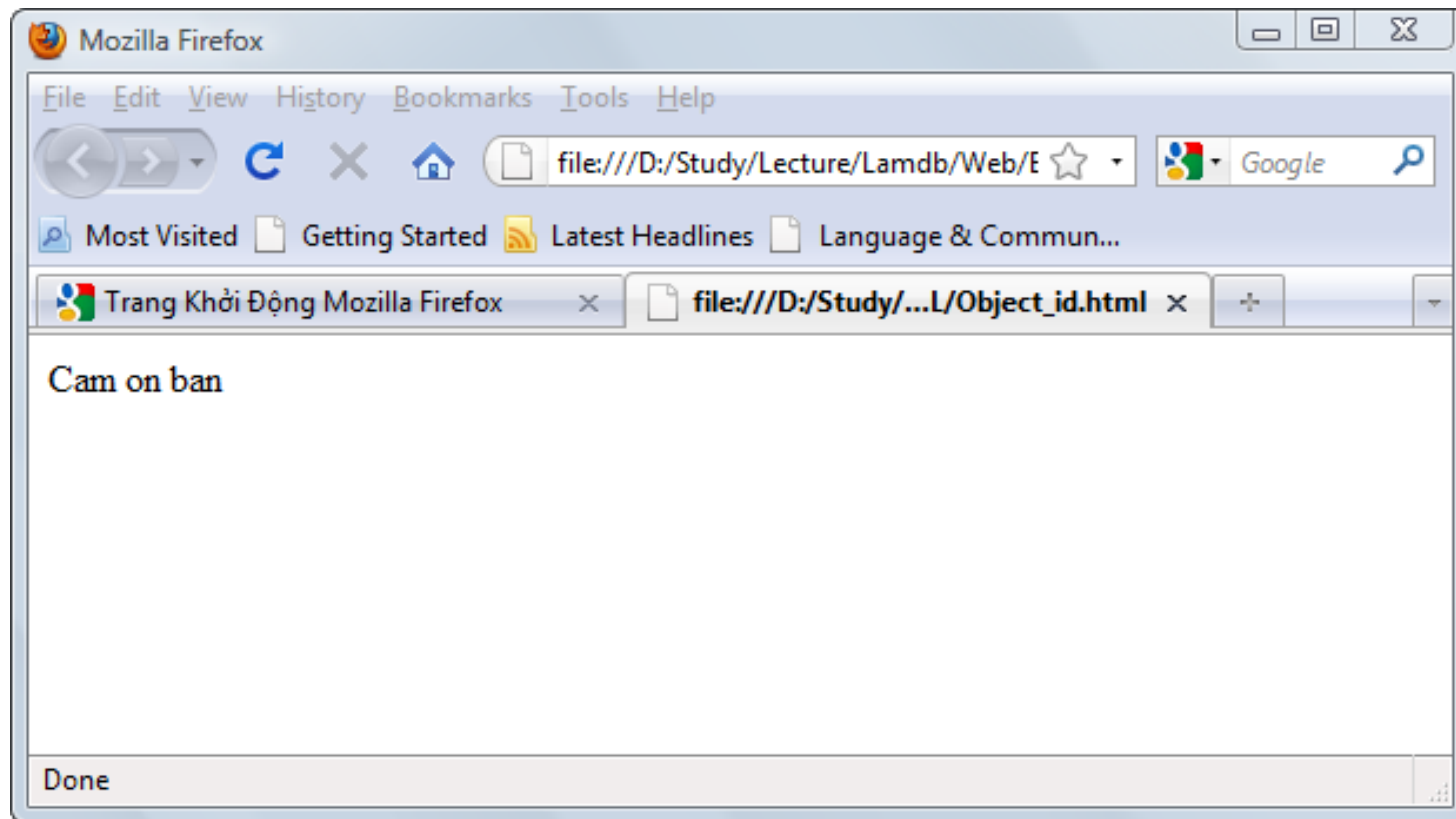 Mozilla Firefox
File Edit View History Bookmarks Tools Help
file:///D:/Study/Lecture/Lamdb/Web/E Google
Most Visited Getting Started Latest Headlines Language & Commun...
Trang Khởi Động Mozilla Firefox file:///D:/Study/...L/Object_id.html
Cam on ban
Done